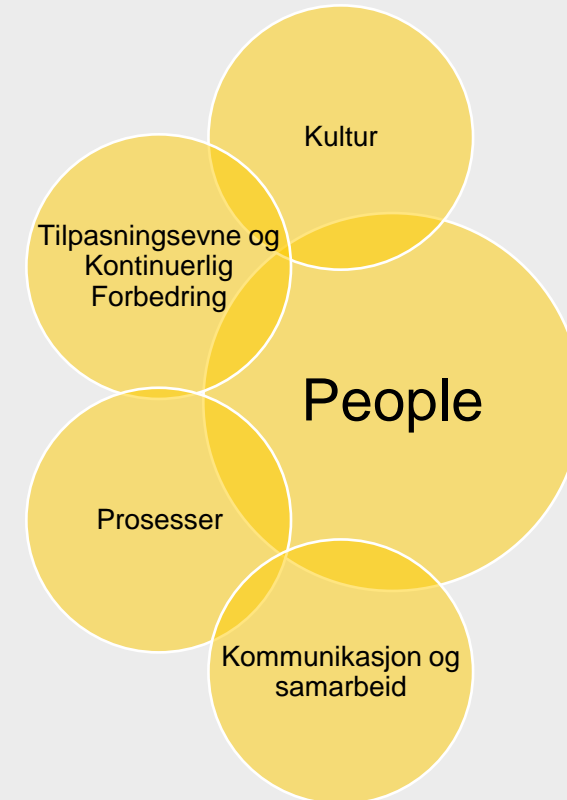 Kultur
Tilpasningsevne og
Kontinuerlig
Forbedring
People
Prosesser
Kommunikasjon og
samarbeid